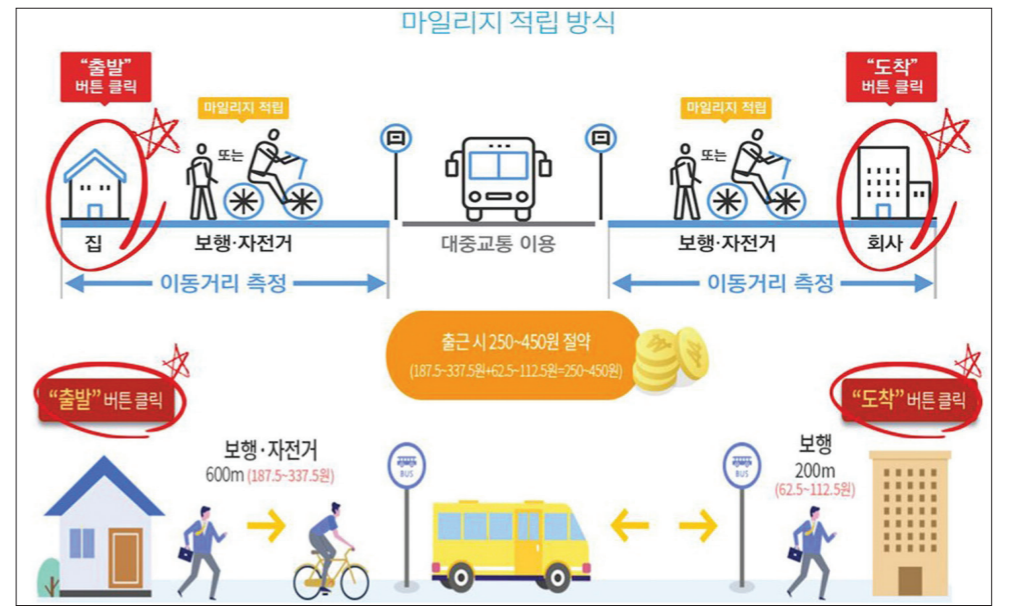 마일리지 적립 방식
“출발”
버튼 클릭
“도착”
버튼 클릭
마일리지 적립
마일리지 적립
또는
또는
집
보행·자전거
대중교통 이용
보행·자전거
회사
이동거리 측정
이동거리 측정
출근 시 250~450원 절약
(187.5~337.5원+62.5~112.5원=250~450원)
“출발” 버튼 클릭
“도착” 버튼 클릭
보행·자전거
600m (187.5~337.5원)
BUS
BUS
보행
200m
(62.5~112.5원)